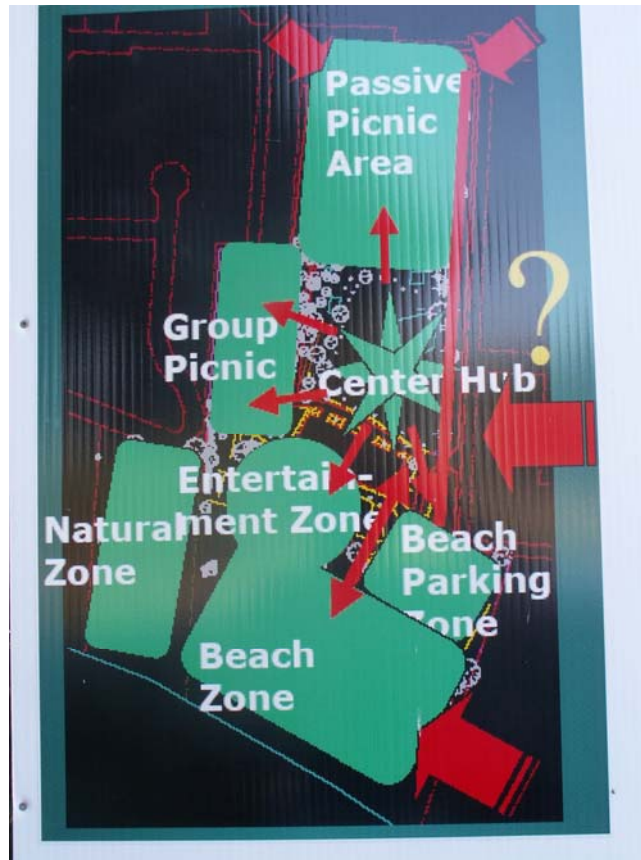 Passive
Picnic
Area
?
Group
Picnic
Center Hub
Entertain-
ment Zone
Natural
Zone
Beach
Parking
Zone
Beach
Zone